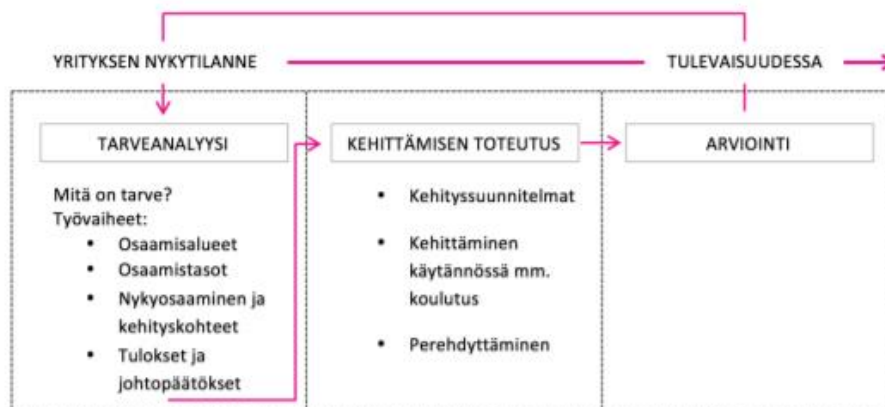 YRITYKSEN NYKYTILANNE
TULEVAISUUDESSA
TARVEANALYYSI
Mitä on tarve?
Työvaiheet:
• Osaamisalueet
• Osaamistasot
• Nykyosaaminen ja
kehityskohteet
• Tulokset ja
johtopäätökset
KEHITTÄMISEN TOTEUTUS
• Kehityssuunnitelmat
• Kehittäminen
käytännössä mm.
koulutus
• Perehdyttäminen
ARVIOINTI